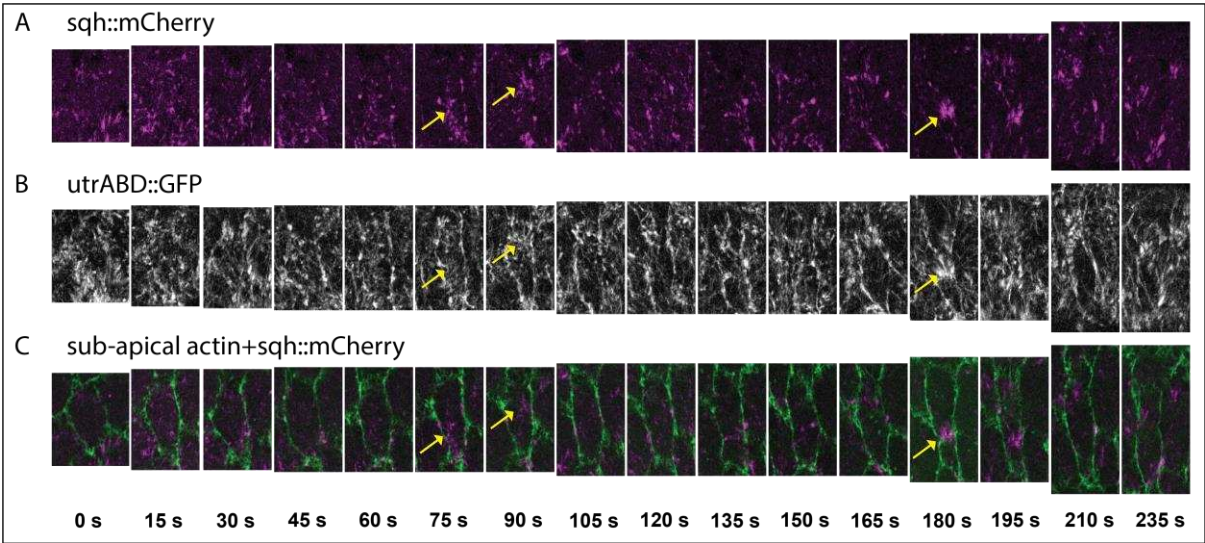 A sqh::mCherry
B utrABD::GFP
C sub-apical actin+sqh::mCherry
0 s 15 s 30 s 45 s 60 s 75 s 90 s 105 s 120 s 135 s 150 s 165 s 180 s 195 s 210 s 235 s